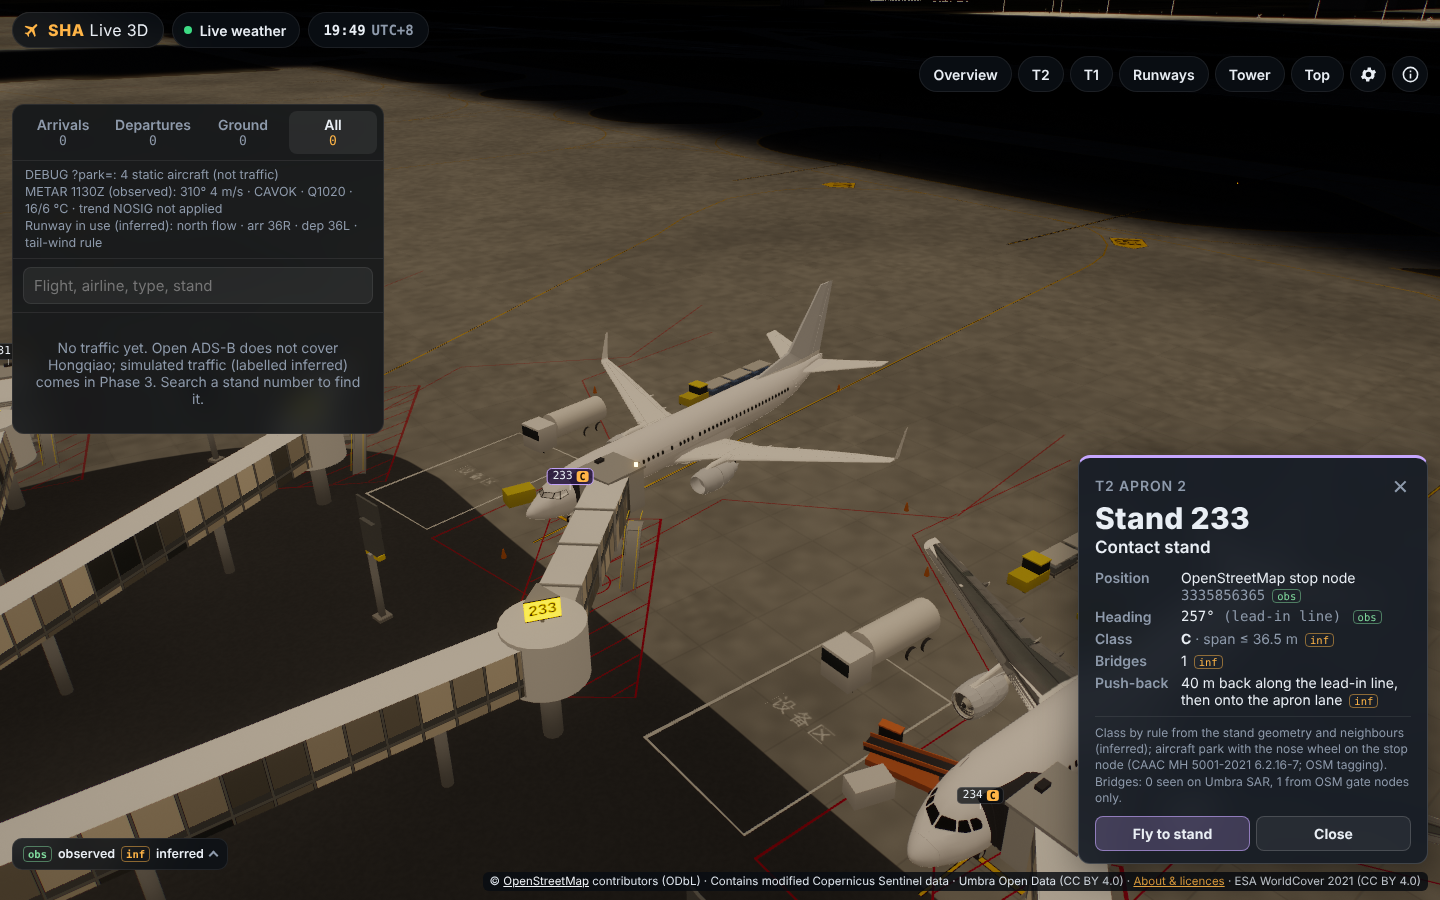 SHA Live 3D
Live weather
19:49 UTC+8
Overview
T2
T1
Runways
Tower
Top
Arrivals
0
Departures
0
Ground
0
All
0
DEBUG ?park=: 4 static aircraft (not traffic)
METAR 1130Z (observed): 310° 4 m/s · CAVOK · Q1020 ·
16/6 °C · trend NOSIG not applied
Runway in use (inferred): north flow · arr 36R · dep 36L ·
tail-wind rule
Flight, airline, type, stand
No traffic yet. Open ADS-B does not cover
Hongqiao; simulated traffic (labelled inferred)
comes in Phase 3. Search a stand number to find
it.
31
233 C
233
设备区
234 C
T2 APRON 2
Stand 233
Contact stand
Position OpenStreetMap stop node
3335856365 obs
Heading 257° (lead-in line) obs
Class C · span ≤ 36.5 m inf
Bridges 1 inf
Push-back 40 m back along the lead-in line,
then onto the apron lane inf
Class by rule from the stand geometry and neighbours
(inferred); aircraft park with the nose wheel on the stop
node (CAAC MH 5001-2021 6.2.16-7; OSM tagging).
Bridges: 0 seen on Umbra SAR, 1 from OSM gate nodes
only.
Fly to stand
Close
obs observed inf inferred
© OpenStreetMap contributors (ODbL) · Contains modified Copernicus Sentinel data · Umbra Open Data (CC BY 4.0) · About & licences · ESA WorldCover 2021 (CC BY 4.0)